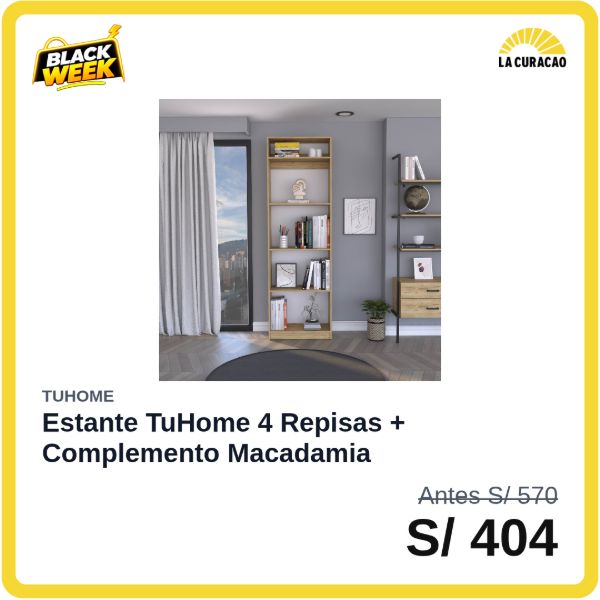 BLACK
WEEK
LA CURACAO
TUHOME
Estante TuHome 4 Repisas +
Complemento Macadamia
Antes S/ 570
S/ 404